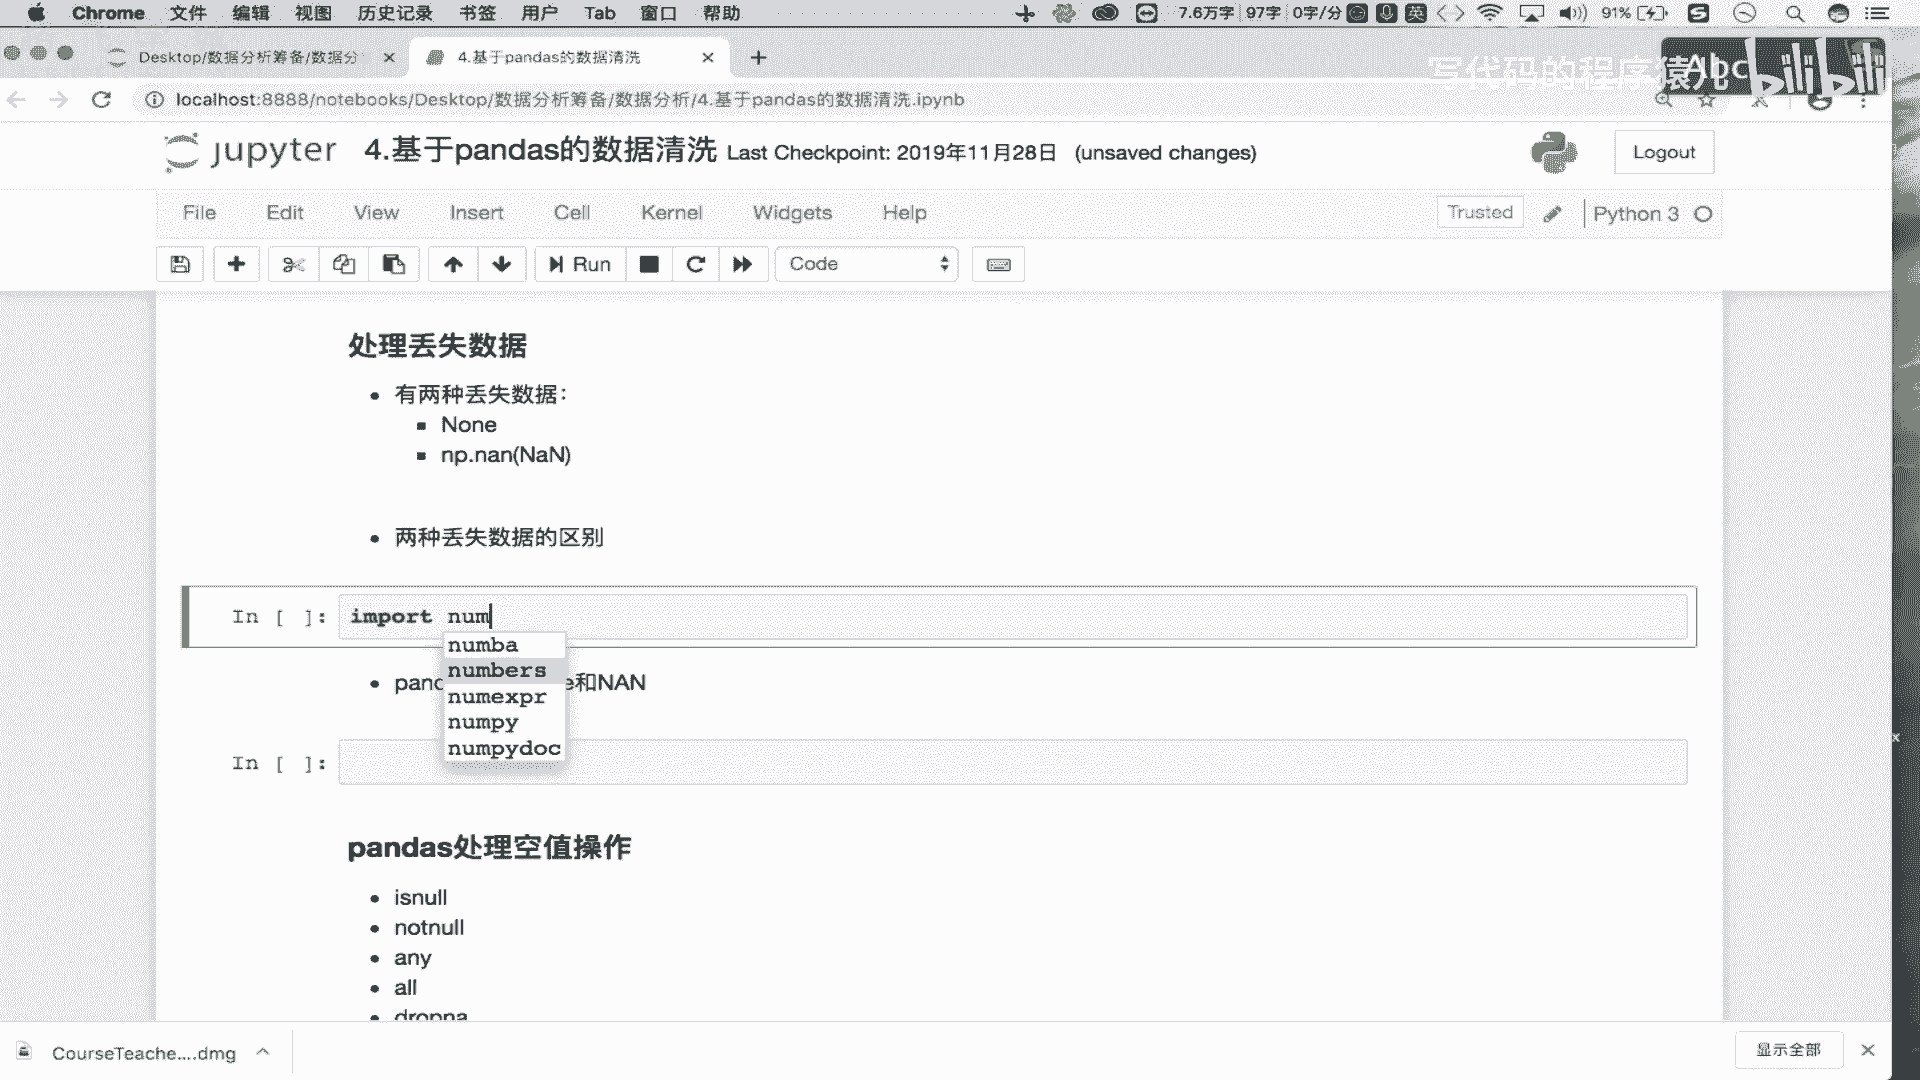 Chrome 文件 编辑 视图 历史记录 书签 用户 Tab 窗口 帮助 7.6万字 97字 0字/分 英 91%
Desktop/数据分析筹备/数据分
4.基于pandas的数据清洗
写代码的程序猿儿 Abc bilibili
localhost:8888/notebooks/Desktop/数据分析筹备/数据分析/4.基于pandas的数据清洗.ipynb
jupyter 4.基于pandas的数据清洗 Last Checkpoint: 2019年11月28日 (unsaved changes) Logout
File Edit View Insert Cell Kernel Widgets Help Trusted Python 3
Run Code
处理丢失数据
有两种丢失数据：
None
np.nan(NaN)
两种丢失数据的区别
In [ ]: import num
numba
numbers
numexpr
numpy
numpydoc
pand e和NAN
In [ ]:
pandas处理空值操作
isnull
notnull
any
all
dropna
CourseTeache....dmg 显示全部